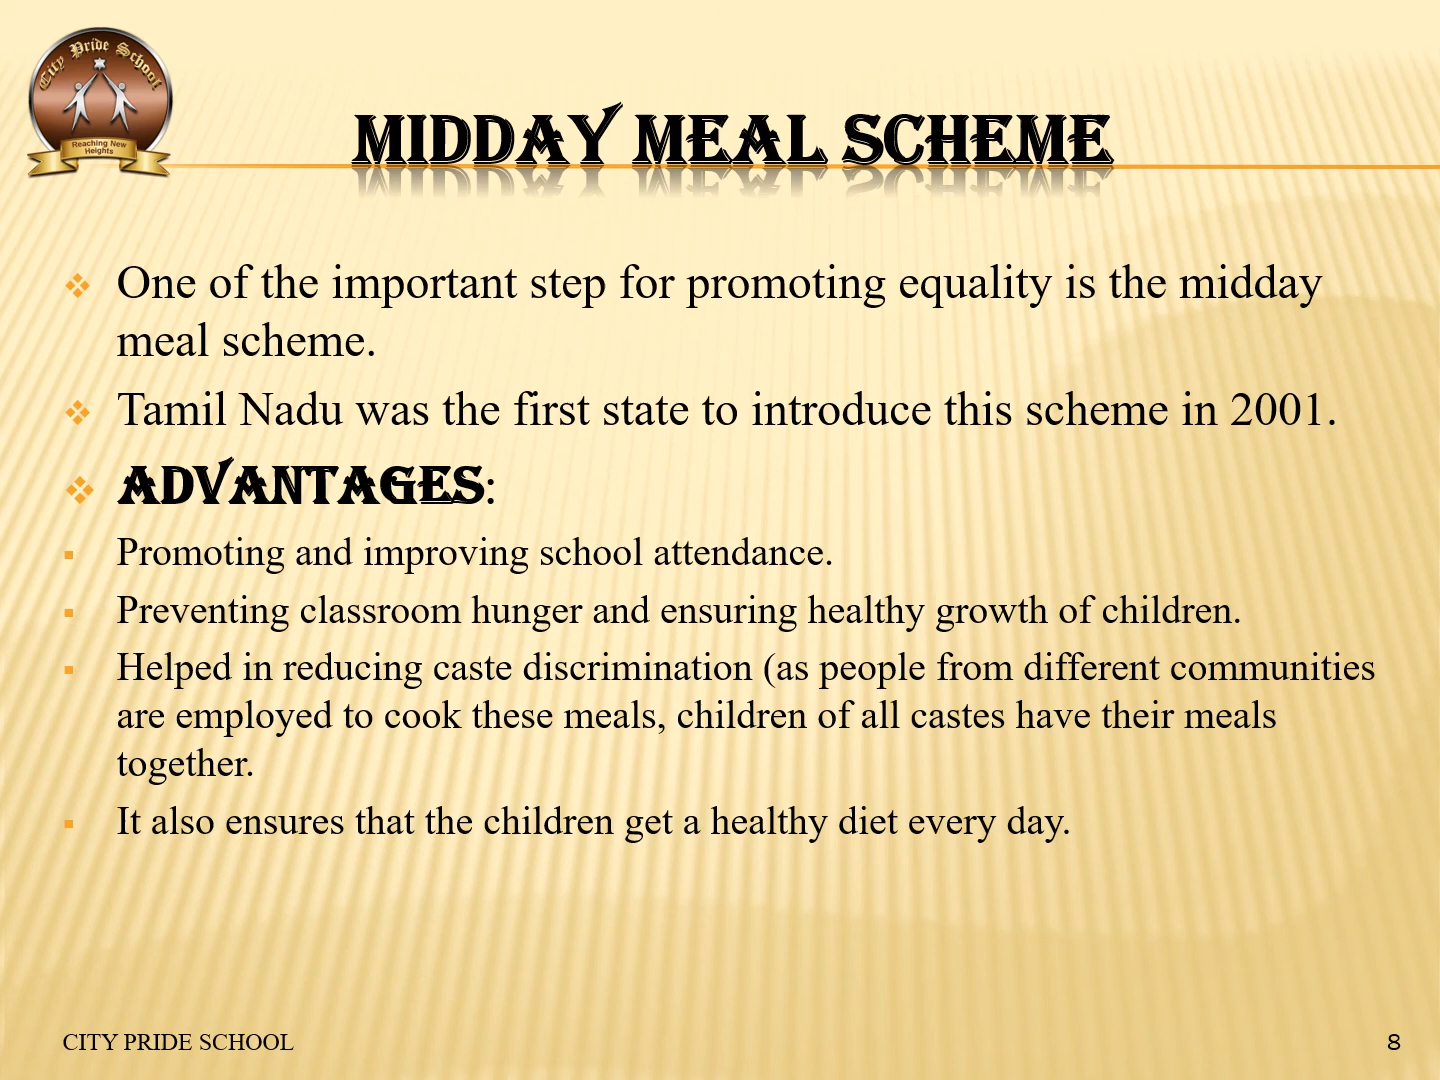 City Pride School
Reaching New
Heights
MIDDAY MEAL SCHEME
One of the important step for promoting equality is the midday
meal scheme.
Tamil Nadu was the first state to introduce this scheme in 2001.
ADVANTAGES:
Promoting and improving school attendance.
Preventing classroom hunger and ensuring healthy growth of children.
Helped in reducing caste discrimination (as people from different communities
are employed to cook these meals, children of all castes have their meals
together.
It also ensures that the children get a healthy diet every day.
CITY PRIDE SCHOOL
8